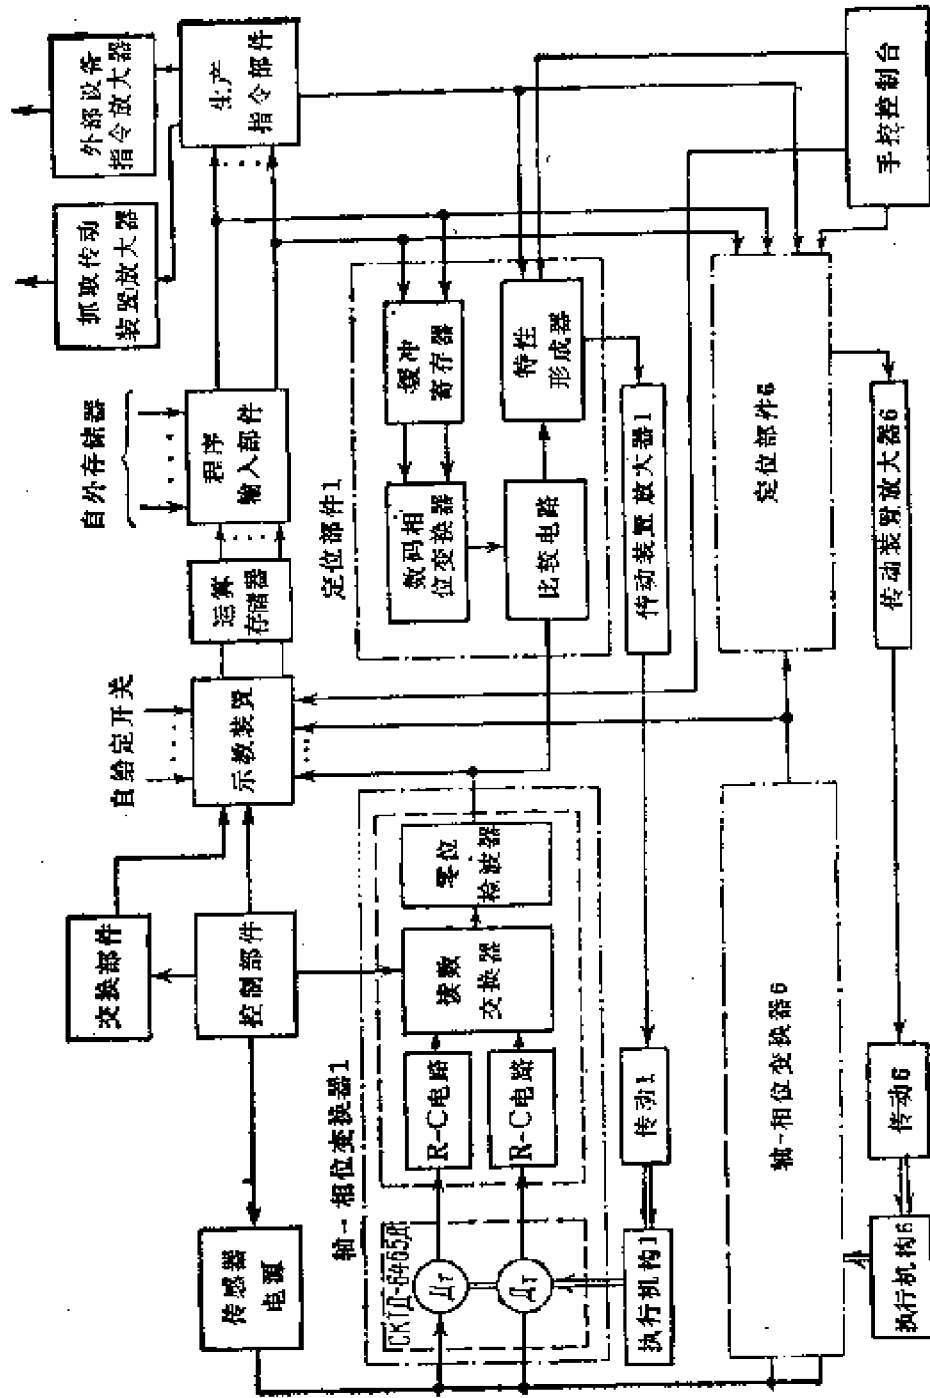 交换部件
自给定开关
自外存储器
抓取传动
装置放大器
外部设备
指令放大器
传感器
电源
控制部件
示教装置
运算
存储器
程序
输入部件
生产
指令部件
轴-相位变换器1
定位部件1
СКТД-6465Д
Дт
Дт
R-C电路
R-C电路
读数
交换器
零位
检波器
数码相
位变换器
缓冲
寄存器
比较电路
特性
形成器
执行机构1
传动1
传动装置放大器1
轴-相位变换器6
定位部件6
执行机构6
传动6
传动装置放大器6
手控控制台